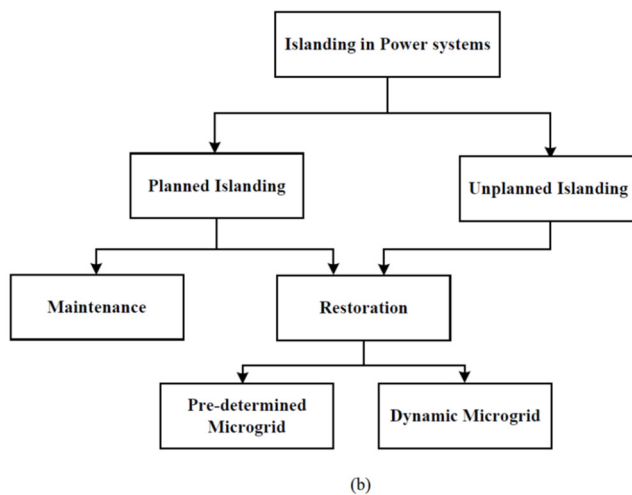 Islanding in Power systems
Planned Islanding
Unplanned Islanding
Maintenance
Restoration
Pre-determined
Microgrid
Dynamic Microgrid
(b)